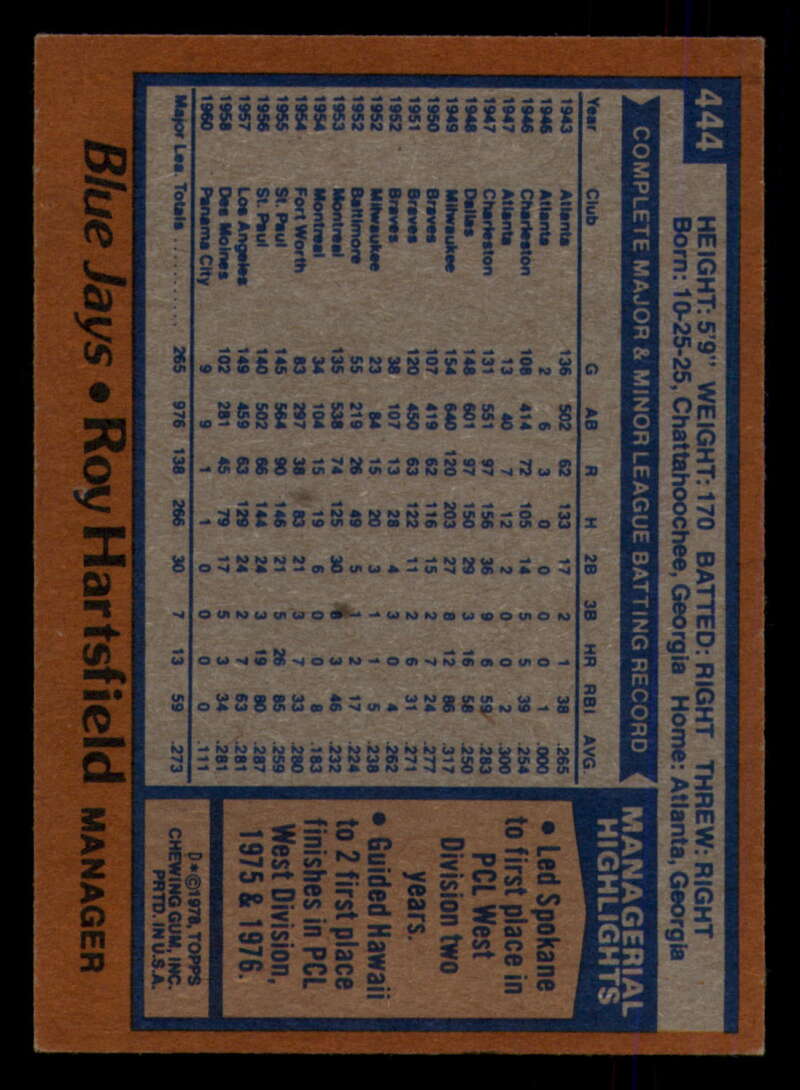 444
HEIGHT: 5'9" WEIGHT: 170 BATTED: RIGHT THREW: RIGHT
Born: 10-25-25, Chattahoochee, Georgia Home: Atlanta, Georgia
COMPLETE MAJOR & MINOR LEAGUE BATTING RECORD
Year Club G AB R H 2B 3B HR RBI AVG.
1943 Atlanta 136 502 62 133 17 2 1 38 .265
1946 Atlanta 2 6 3 0 0 0 0 1 .000
1946 Charleston 108 414 72 105 14 5 5 39 .254
1947 Atlanta 13 40 7 12 2 0 0 2 .300
1947 Charleston 131 551 97 156 36 9 6 59 .283
1948 Dallas 148 601 97 150 29 3 16 58 .250
1949 Milwaukee 154 640 120 203 27 8 12 86 .317
1950 Braves 107 419 62 116 15 2 7 24 .277
1951 Braves 120 450 63 122 11 2 6 31 .271
1952 Braves 38 107 13 28 4 3 0 4 .262
1952 Milwaukee 23 84 15 20 3 1 1 5 .238
1952 Baltimore 55 219 26 49 5 1 2 17 .224
1953 Montreal 135 538 74 125 30 8 3 46 .232
1954 Montreal 34 104 15 19 6 0 0 8 .183
1954 Fort Worth 83 297 38 83 21 3 7 33 .280
1955 St. Paul 145 564 90 146 21 5 26 85 .259
1956 St. Paul 140 502 66 144 24 3 19 80 .287
1957 Los Angeles 149 459 63 129 24 2 7 63 .281
1958 Des Moines 102 281 45 79 17 5 3 34 .281
1960 Panama City 9 9 1 1 0 0 0 0 .111
Major Lea. Totals .......... 265 976 138 266 30 7 13 59 .273
MANAGERIAL
HIGHLIGHTS
• Led Spokane
to first place in
PCL West
Division two
years.
• Guided Hawaii
to 2 first place
finishes in PCL
West Division,
1975 & 1976.
D*©1978, TOPPS
CHEWING GUM, INC.
PRTD. IN U.S.A.
Blue Jays • Roy Hartsfield MANAGER